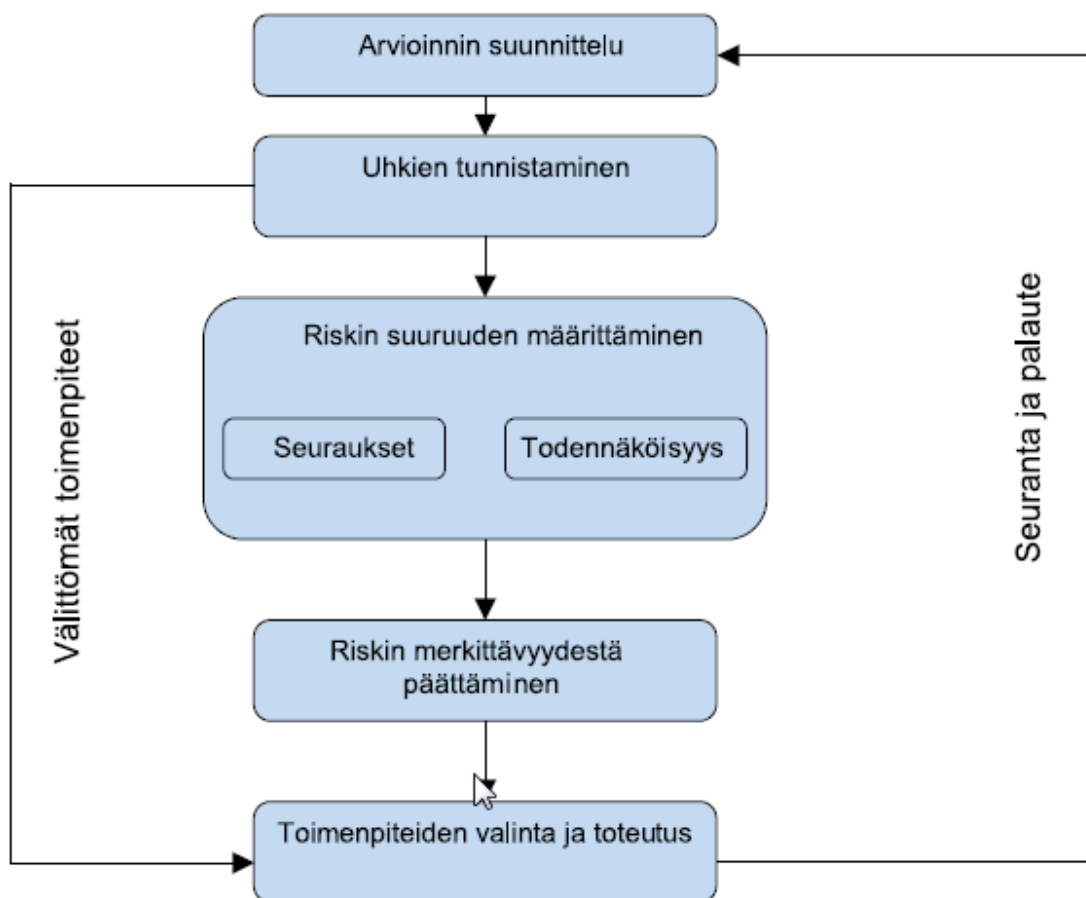 Arvioinnin suunnittelu
Uhkien tunnistaminen
Riskin suuruuden määrittäminen
Seuraukset
Todennäköisyys
Riskin merkittävyydestä
päättäminen
Toimenpiteiden valinta ja toteutus
Välittömät toimenpiteet
Seuranta ja palaute